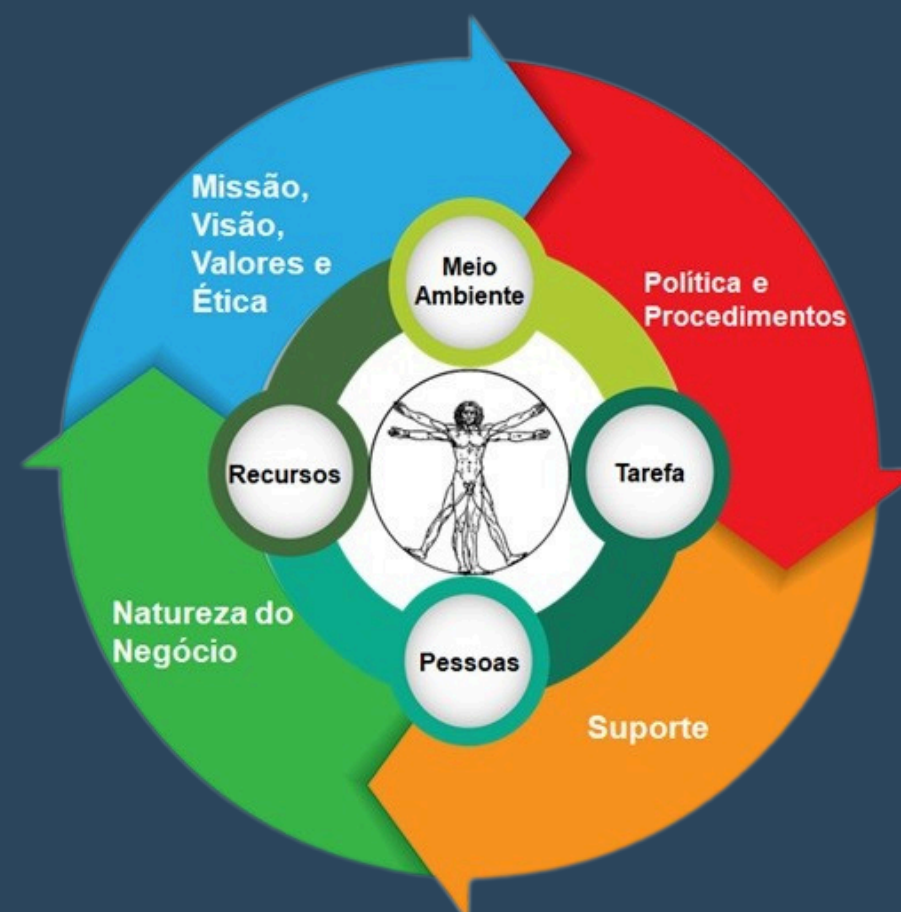 Missão,
Visão,
Valores e
Ética
Meio
Ambiente
Política e
Procedimentos
Recursos
Tarefa
Natureza do
Negócio
Pessoas
Suporte